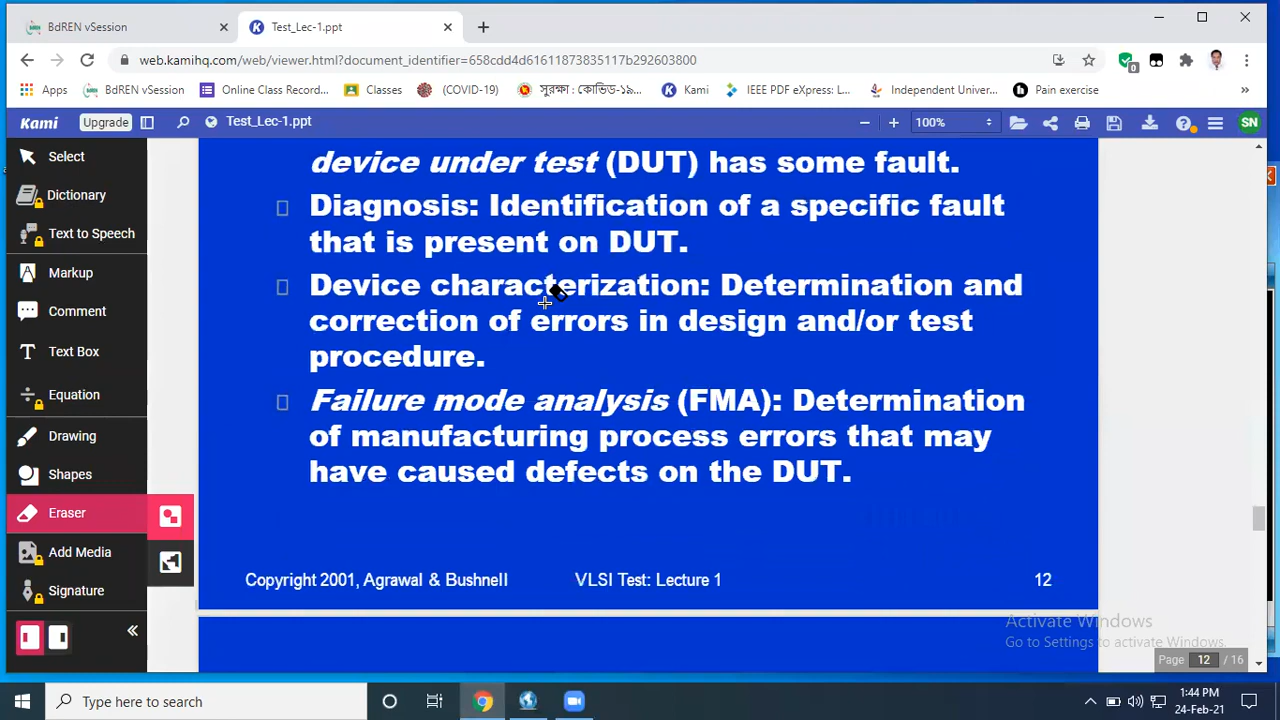 BdREN vSession
Test_Lec-1.ppt
web.kamihq.com/web/viewer.html?document_identifier=658cddd61611873835117b292603800
Apps BdREN vSession Online Class Record... Classes (COVID-19) সুরক্ষা : কোভিড-১৯... Kami IEEE PDF eXpress: L... Independent Univer... Pain exercise »
Kami Upgrade Test_Lec-1.ppt 100% SN
Select
Dictionary
Text to Speech
Markup
Comment
Text Box
Equation
Drawing
Shapes
Eraser
Add Media
Signature
device under test (DUT) has some fault.
Diagnosis: Identification of a specific fault
that is present on DUT.
Device characterization: Determination and
correction of errors in design and/or test
procedure.
Failure mode analysis (FMA): Determination
of manufacturing process errors that may
have caused defects on the DUT.
Copyright 2001, Agrawal & Bushnell VLSI Test: Lecture 1 12
Activate Windows
Go to Settings to activate Windows.
Page 12 / 16
Type here to search
1:44 PM
24-Feb-21